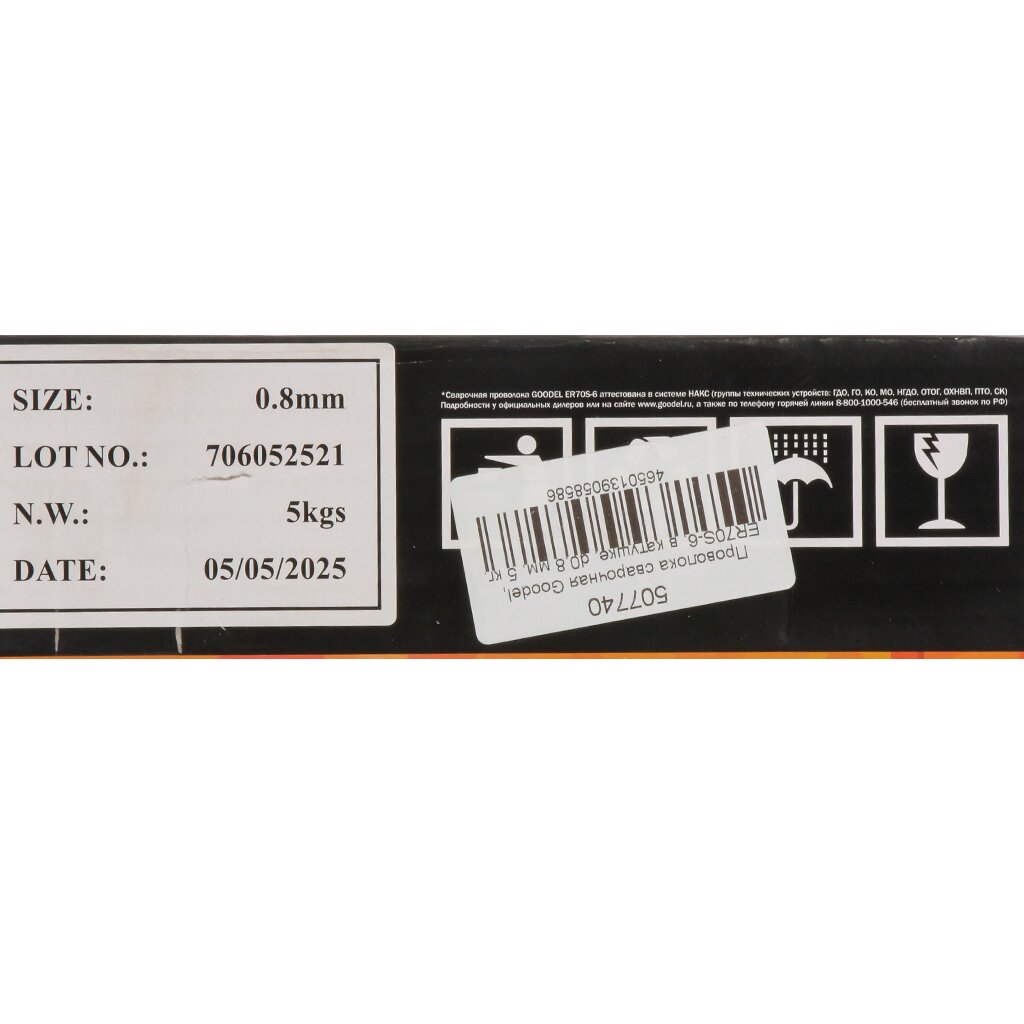 SIZE: 0.8mm
LOT NO.: 706052521
N.W.: 5kgs
DATE: 05/05/2025
*Сварочная проволока GOODEL ER70S-6 аттестована в системе НАКС (группы технических устройств: ГДО, ГО, КО, МО, НГДО, ОТОГ, ОХНВП, ПТО, СК)
Подробности у официальных дилеров или на сайте www.goodel.ru, а также по телефону горячей линии 8-800-1000-546 (бесплатный звонок по РФ)
507740
Проволока сварочная Goodel,
ER70S-6, в катушке, d0.8 мм, 5 кг,
4650139058586